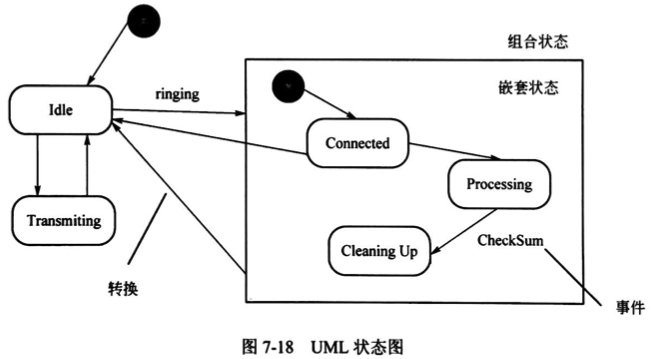 组合状态
嵌套状态
ringing
Idle
Connected
Processing
Transmiting
CheckSum
Cleaning Up
转换
事件
图 7-18 UML 状态图